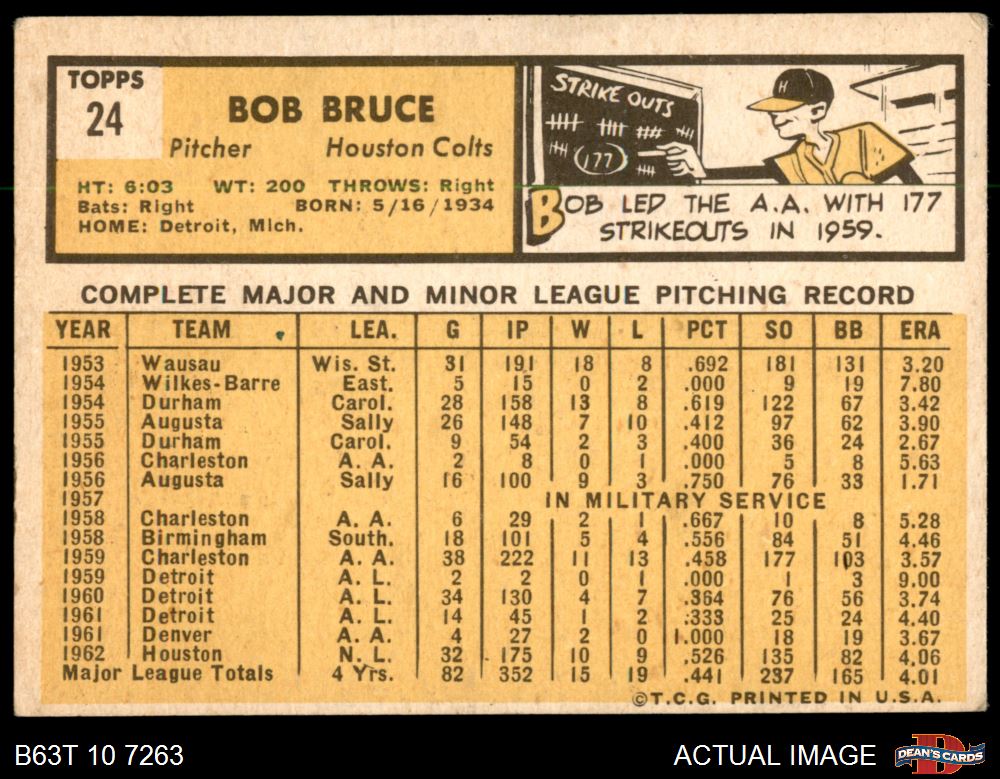 TOPPS
24
BOB BRUCE
Pitcher Houston Colts
HT: 6:03 WT: 200 THROWS: Right
Bats: Right BORN: 5/16/1934
HOME: Detroit, Mich.
STRIKE OUTS
177
H
BOB LED THE A.A. WITH 177
STRIKEOUTS IN 1959.
COMPLETE MAJOR AND MINOR LEAGUE PITCHING RECORD
YEAR TEAM LEA. G IP W L PCT SO BB ERA
1953 Wausau Wis. St. 31 191 18 8 .692 181 131 3.20
1954 Wilkes-Barre East. 5 15 0 2 .000 9 19 7.80
1954 Durham Carol. 28 158 13 8 .619 122 67 3.42
1955 Augusta Sally 26 148 7 10 .412 97 62 3.90
1955 Durham Carol. 9 54 2 3 .400 36 24 2.67
1956 Charleston A. A. 2 8 0 1 .000 5 8 5.63
1956 Augusta Sally 16 100 9 3 .750 76 33 1.71
1957 IN MILITARY SERVICE
1958 Charleston A. A. 6 29 2 1 .667 10 8 5.28
1958 Birmingham South. 18 101 5 4 .556 84 51 4.46
1959 Charleston A. A. 38 222 11 13 .458 177 103 3.57
1959 Detroit A. L. 2 2 0 1 .000 1 3 9.00
1960 Detroit A. L. 34 130 4 7 .364 76 56 3.74
1961 Detroit A. L. 14 45 1 2 .333 25 24 4.40
1961 Denver A. A. 4 27 2 0 1.000 18 19 3.67
1962 Houston N. L. 32 175 10 9 .526 135 82 4.06
Major League Totals 4 Yrs. 82 352 15 19 .441 237 165 4.01
©T.C.G. PRINTED IN U.S.A.
B63T 10 7263 ACTUAL IMAGE
DEAN'S CARDS